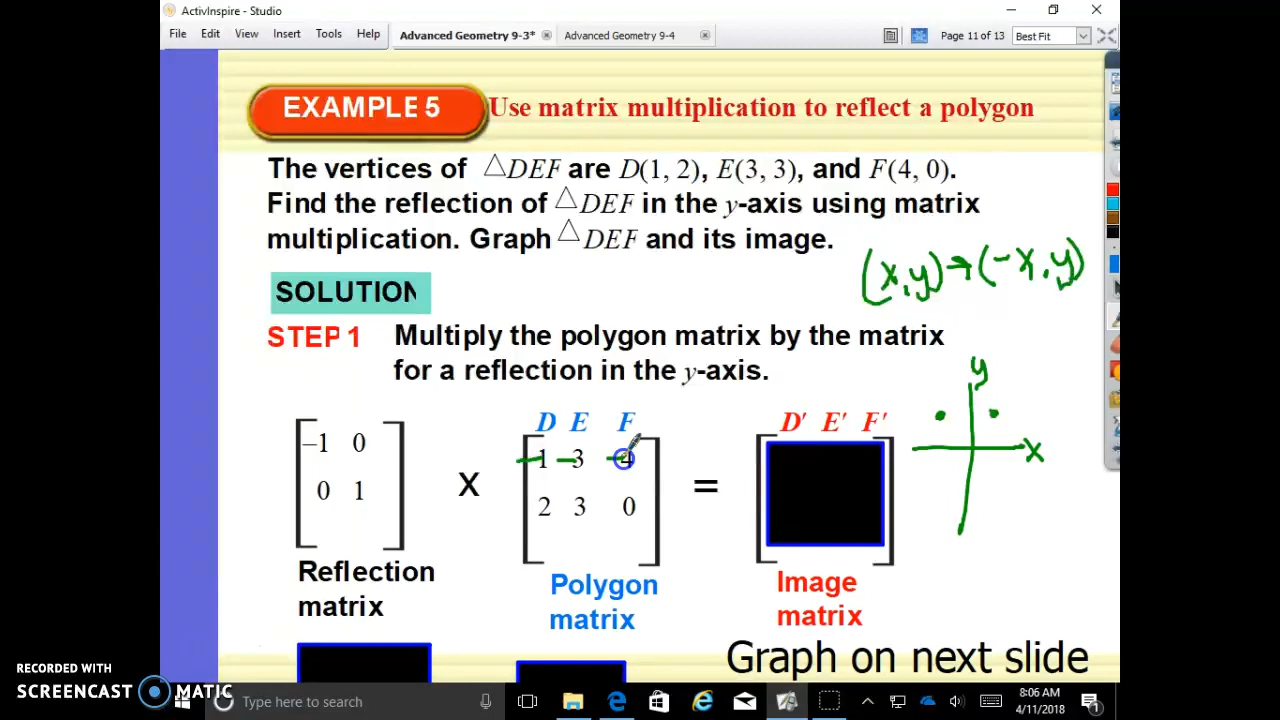 ActivInspire - Studio
File Edit View Insert Tools Help
Advanced Geometry 9-3*
Advanced Geometry 9-4
Page 11 of 13
Best Fit
EXAMPLE 5
Use matrix multiplication to reflect a polygon
The vertices of △DEF are D(1, 2), E(3, 3), and F(4, 0).
Find the reflection of △DEF in the y-axis using matrix
multiplication. Graph △DEF and its image.
(x,y)→(-x,y)
SOLUTION
STEP 1 Multiply the polygon matrix by the matrix
for a reflection in the y-axis.
y
x
D E F
D′ E′ F′
–1 0
0 1
x
–1 –3 –4
2 3 0
=
Reflection
matrix
Polygon
matrix
Image
matrix
Graph on next slide
RECORDED WITH
SCREENCAST MATIC
Type here to search
8:06 AM
4/11/2018
1